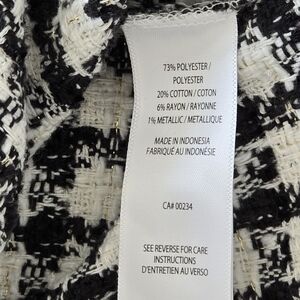 73% POLYESTER /
POLYESTER
20% COTTON / COTON
6% RAYON / RAYONNE
1% METALLIC / METALLIQUE
MADE IN INDONESIA
FABRIQUÉ AU INDONÉSIE
CA# 00234
SEE REVERSE FOR CARE
INSTRUCTIONS
D'ENTRETIEN AU VERSO